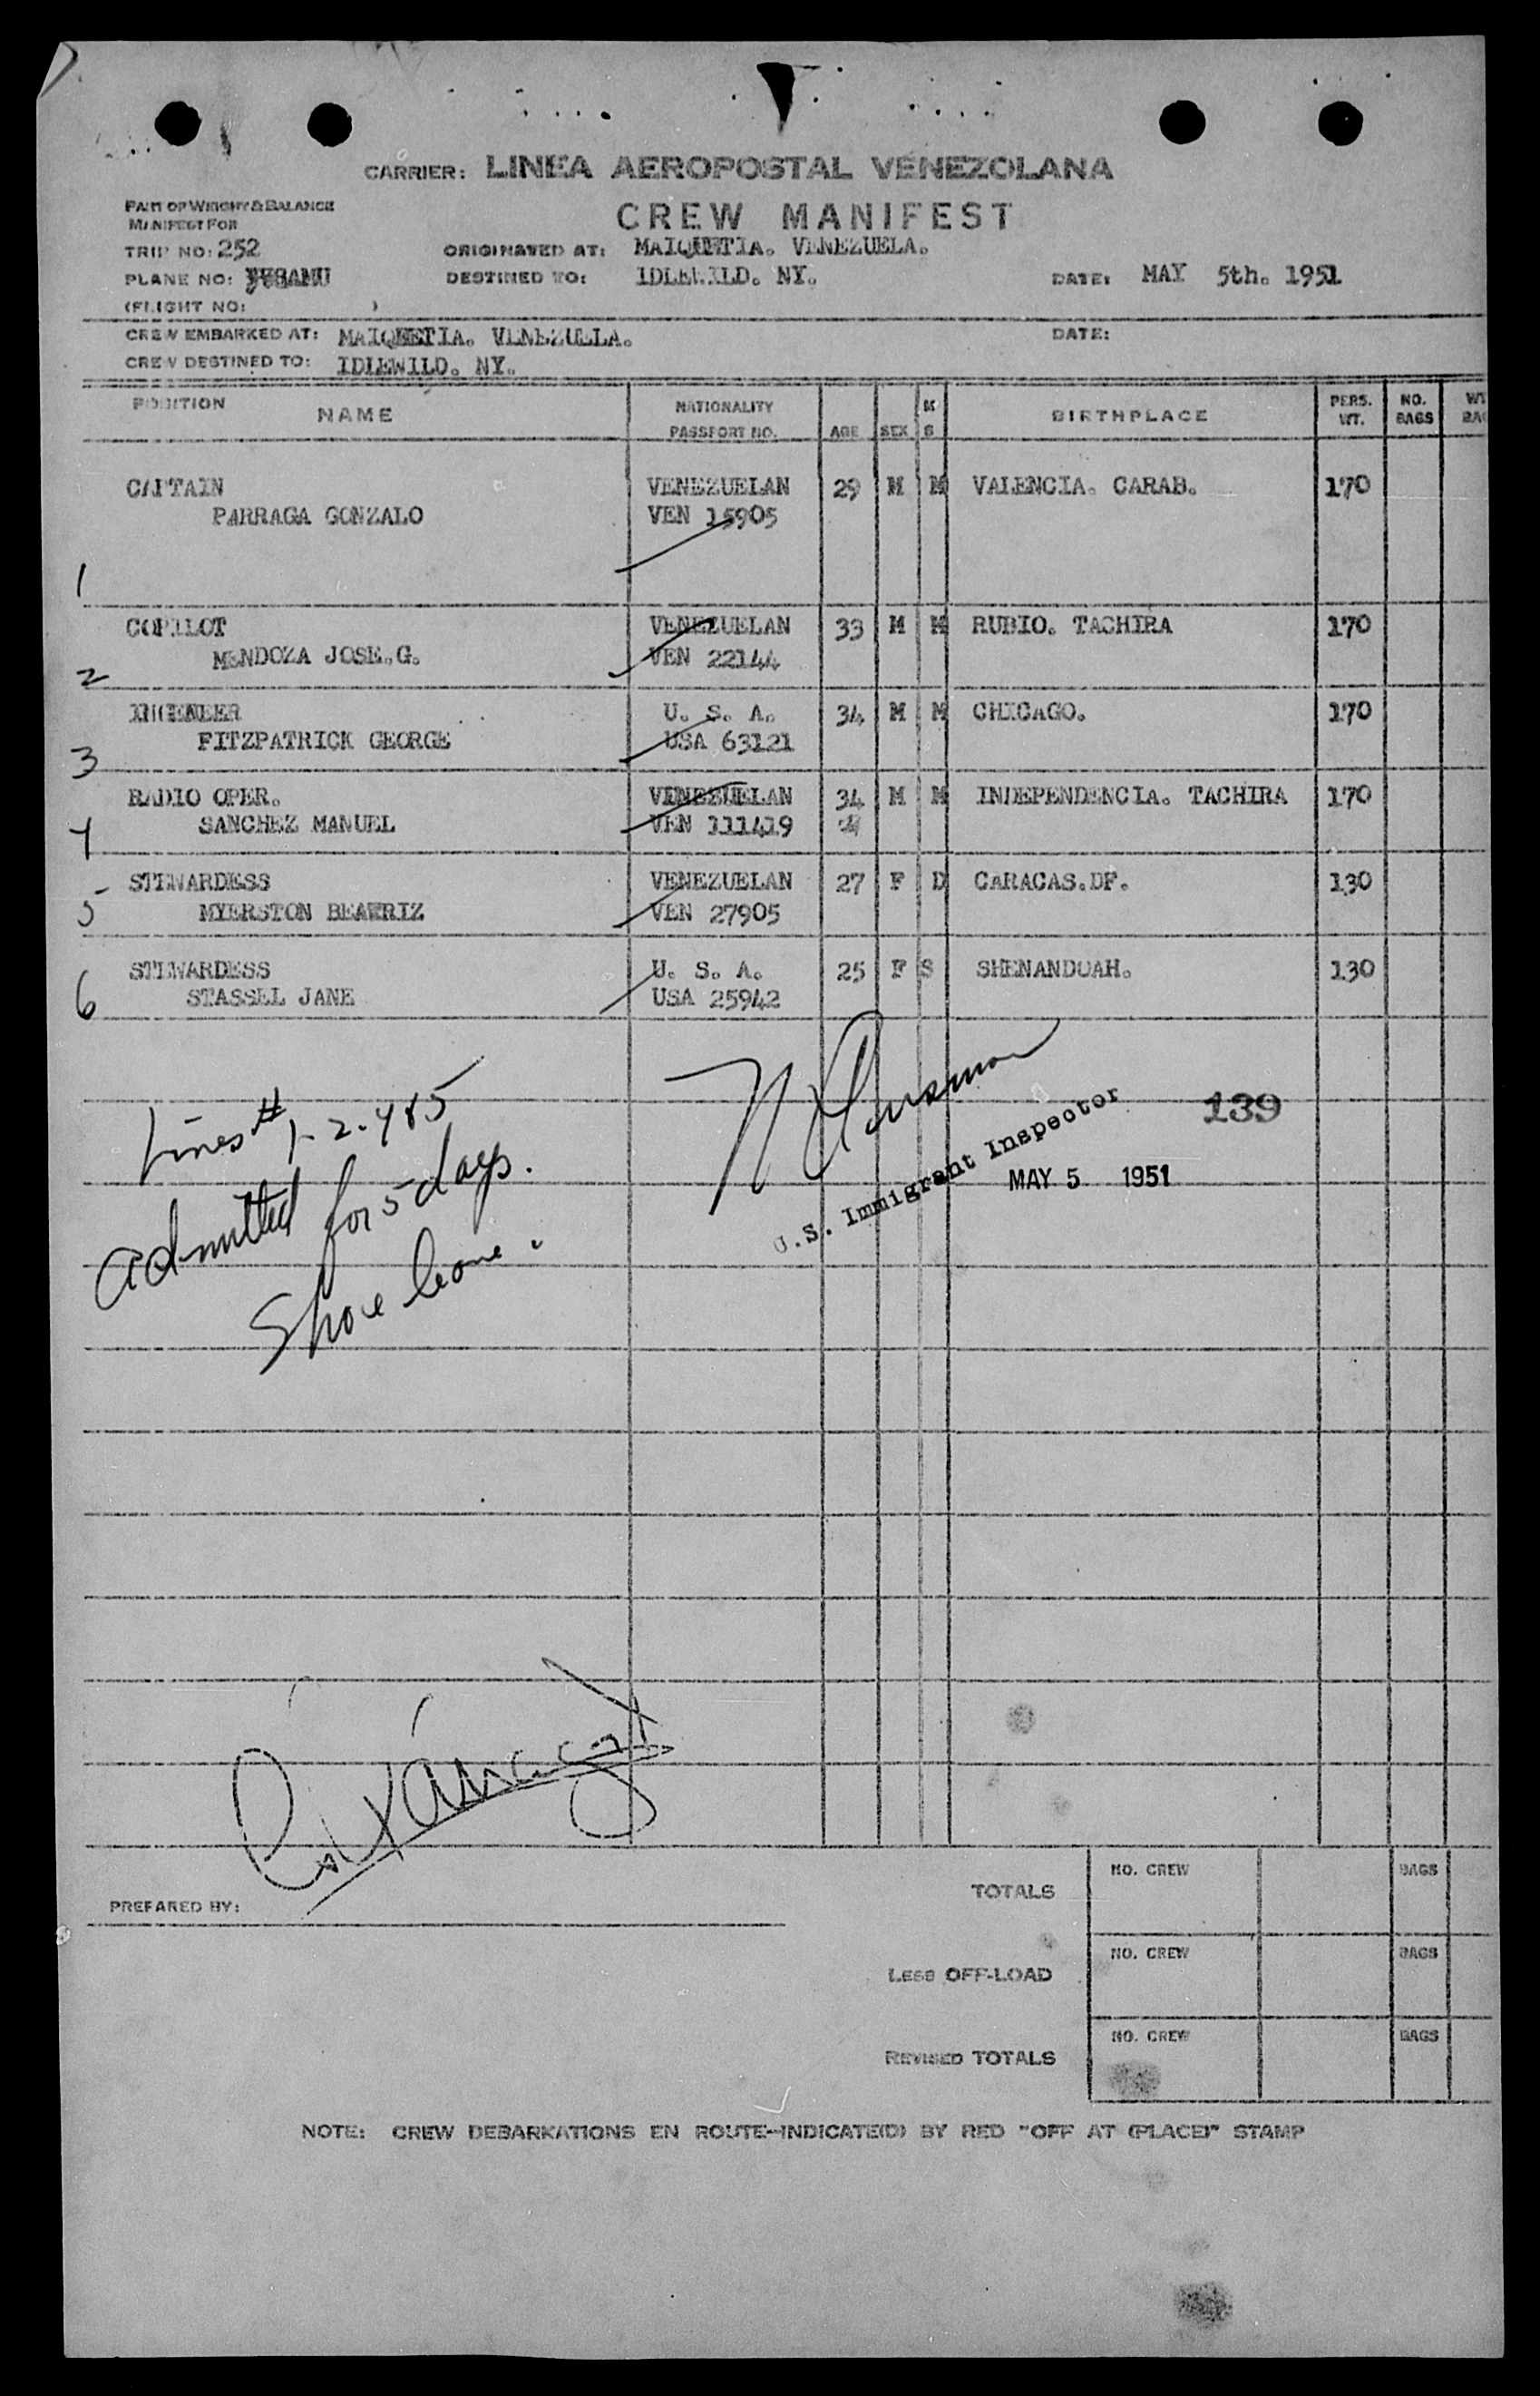 CARRIER: LINEA AEROPOSTAL VENEZOLANA
PART OF WEIGHT & BALANCE
MANIFEST FOR
CREW MANIFEST
TRIP NO: 252
ORIGINATED AT: MAIQUETIA. VENEZUELA.
PLANE NO:
DESTINED TO: IDLEWILD. NY.
DATE: MAY 5th. 1951
(FLIGHT NO: )
CREW EMBARKED AT: MAIQUETIA. VENEZUELA.
DATE:
CREW DESTINED TO: IDLEWILD. NY.
POSITION NAME NATIONALITY PASSPORT NO. AGE SEX M S BIRTHPLACE PERS. WT. NO. BAGS WT BAG
CAPTAIN VENEZUELAN 29 M M VALENCIA. CARAB. 170
PARRAGA GONZALO VEN 15905
1
COPILOT VENEZUELAN 33 M M RUBIO. TACHIRA 170
2 MENDOZA JOSE.G. VEN 22144
INGENEER U. S. A. 34 M M CHICAGO. 170
3 FITZPATRICK GEORGE USA 63121
RADIO OPER. VENEZUELAN 34 M M INDEPENDENCIA. TACHIRA 170
4 SANCHEZ MANUEL VEN 111419
STEWARDESS VENEZUELAN 27 F D CARACAS.DF. 130
5 MYERSTON BEATRIZ VEN 27905
STEWARDESS U. S. A. 25 F S SHENANDOAH. 130
6 STASSEL JANE USA 25942
Lines # 1-2-4&5
admitted for 5 days.
Shore leave.
139
U.S. Immigrant Inspector
MAY 5 1951
PREPARED BY:
TOTALS NO. CREW BAGS
LESS OFF-LOAD NO. CREW BAGS
REVISED TOTALS NO. CREW BAGS
NOTE: CREW DEBARKATIONS EN ROUTE-INDICATE(D) BY RED "OFF AT (PLACE)" STAMP